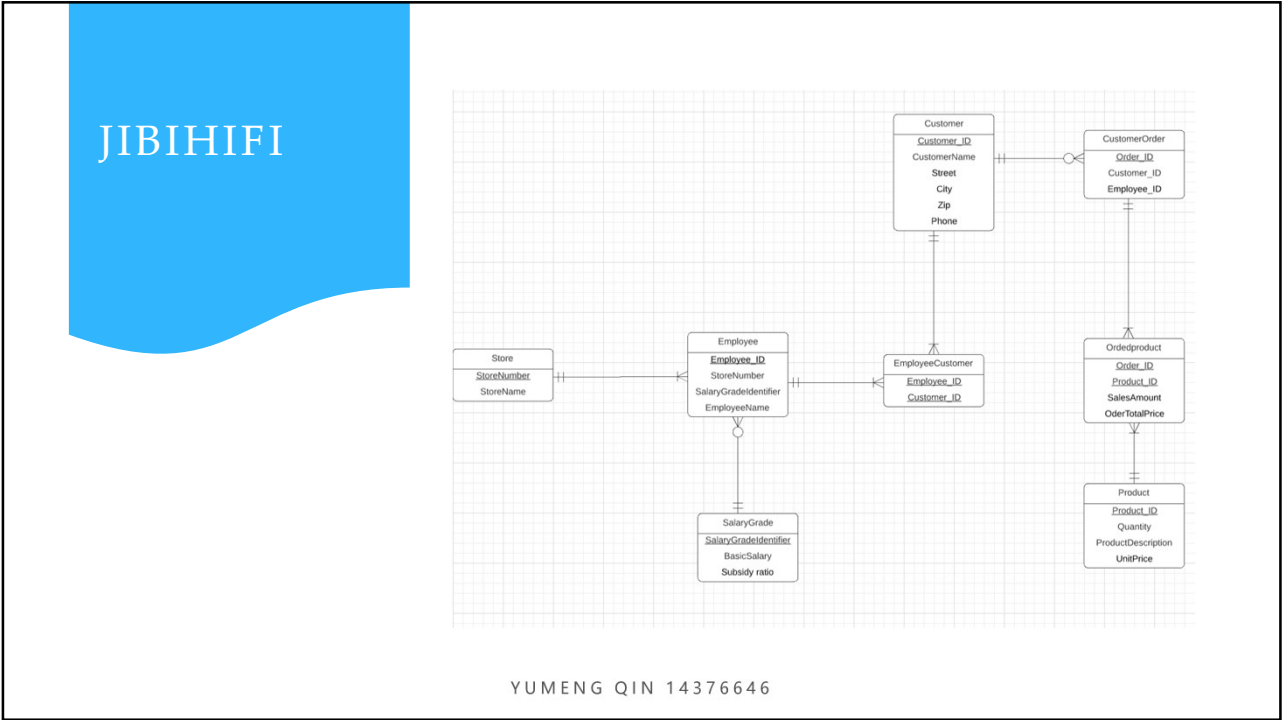 JIBIHIFI
Customer
Customer_ID
CustomerName
Street
City
Zip
Phone
CustomerOrder
Order_ID
Customer_ID
Employee_ID
Store
StoreNumber
StoreName
Employee
Employee_ID
StoreNumber
SalaryGradeIdentifier
EmployeeName
EmployeeCustomer
Employee_ID
Customer_ID
Ordedproduct
Order_ID
Product_ID
SalesAmount
OderTotalPrice
SalaryGrade
SalaryGradeIdentifier
BasicSalary
Subsidy ratio
Product
Product_ID
Quantity
ProductDescription
UnitPrice
YUMENG QIN 14376646